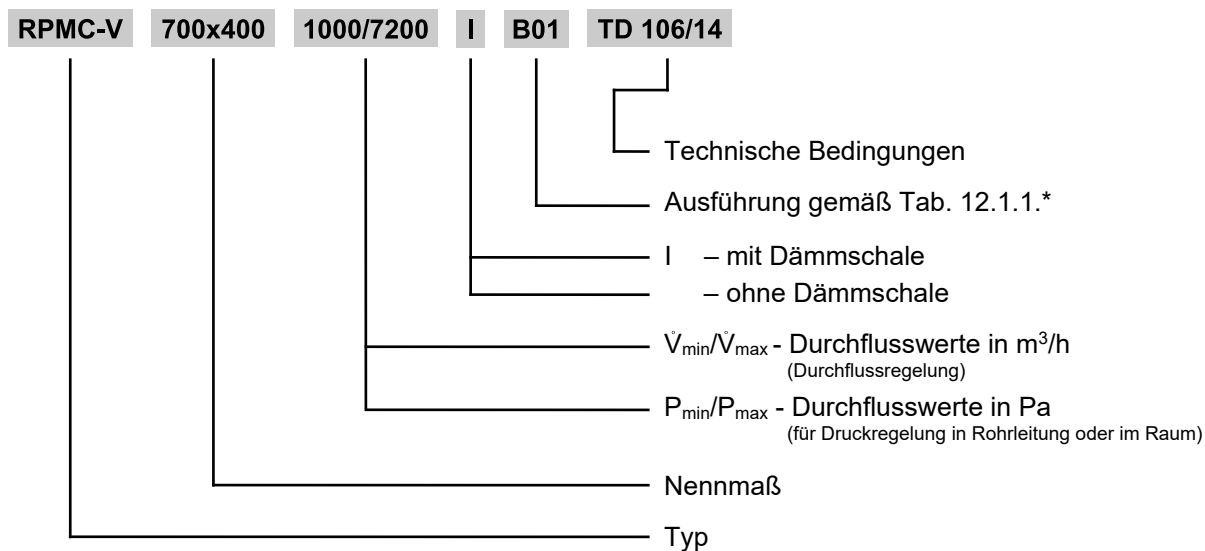 RPMC-V 700x400 1000/7200 I B01 TD 106/14
Technische Bedingungen
Ausführung gemäß Tab. 12.1.1.*
I – mit Dämmschale
– ohne Dämmschale
V̊min/V̊max - Durchflusswerte in m³/h
(Durchflussregelung)
Pmin/Pmax - Durchflusswerte in Pa
(für Druckregelung in Rohrleitung oder im Raum)
Nennmaß
Typ